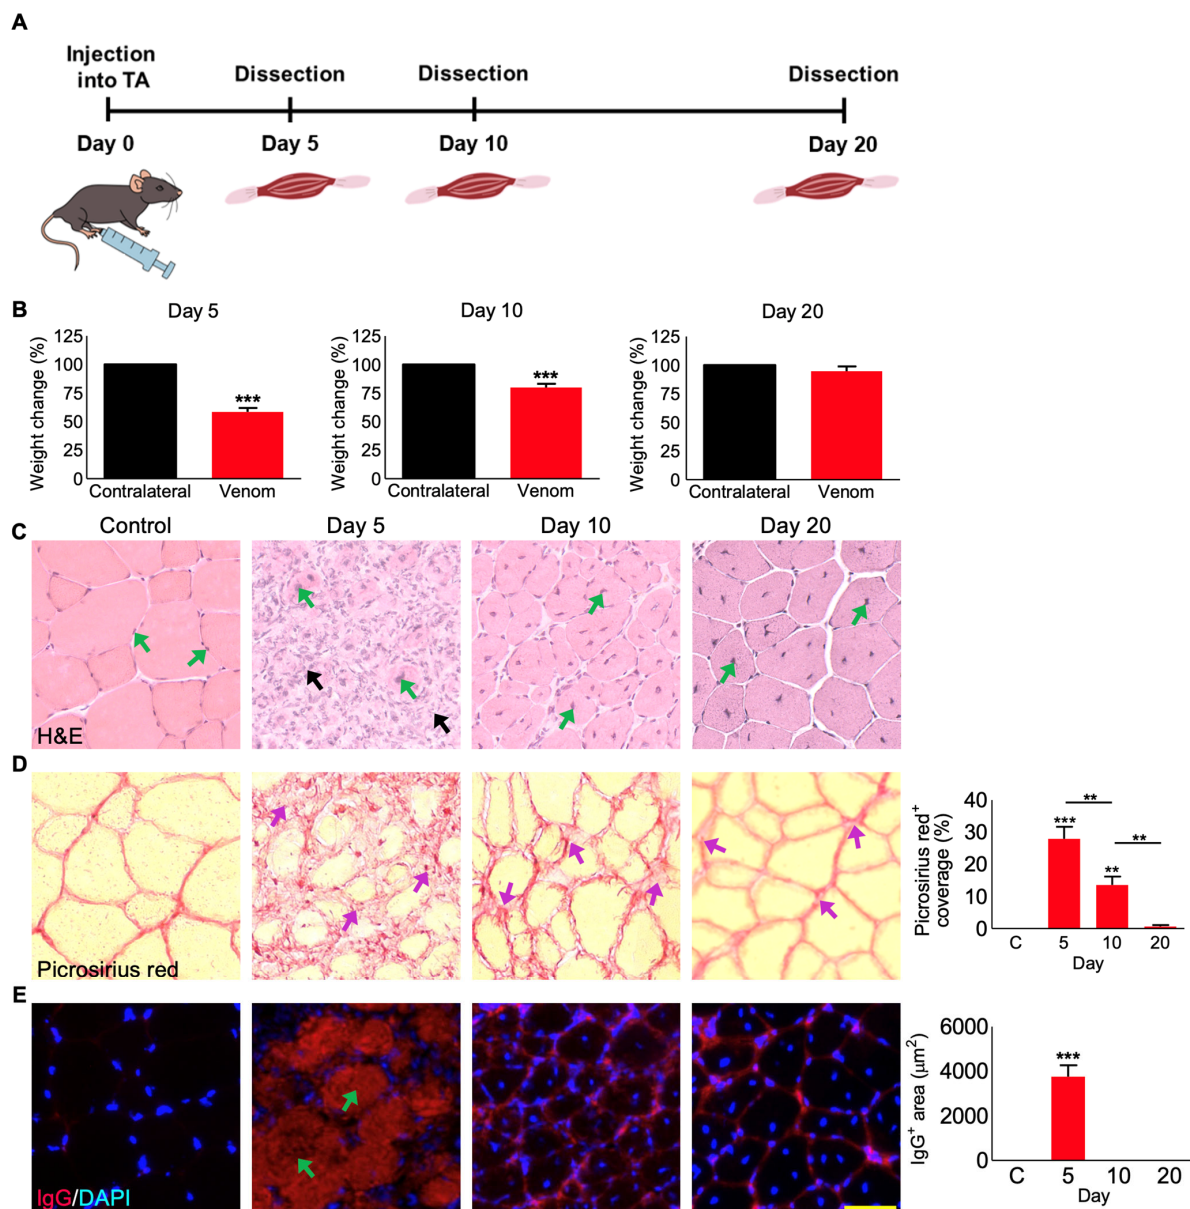 A
Injection
into TA
Dissection
Dissection
Dissection
Day 0
Day 5
Day 10
Day 20
B
Day 5
Day 10
Day 20
Weight change (%)
125
100
75
50
25
0
***
Contralateral
Venom
Weight change (%)
125
100
75
50
25
0
***
Contralateral
Venom
Weight change (%)
125
100
75
50
25
0
Contralateral
Venom
C
Control
Day 5
Day 10
Day 20
H&E
D
Picrosirius red
Picrosirius red+
coverage (%)
40
30
20
10
0
***
**
**
**
C
5
10
20
Day
E
IgG/DAPI
IgG+ area (μm2)
6000
4000
2000
0
***
C
5
10
20
Day